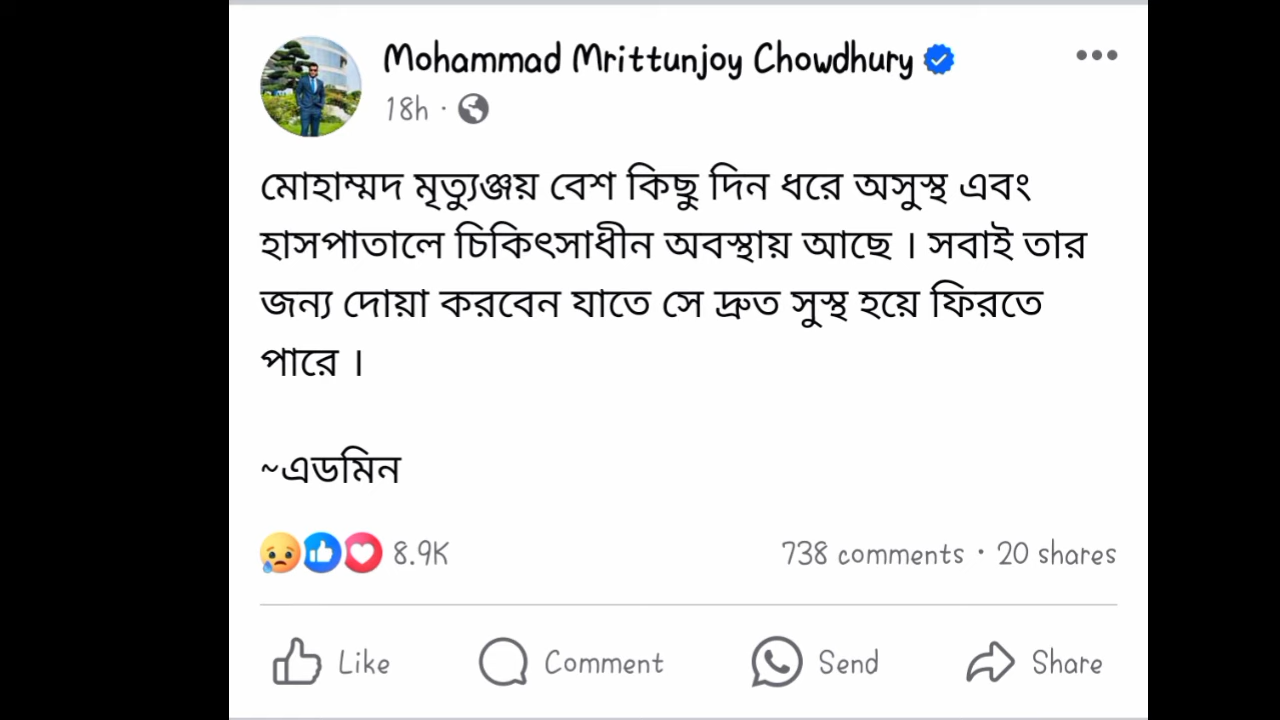 Mohammad Mrittunjoy Chowdhury
18h ·
মোহাম্মদ মৃত্যুঞ্জয় বেশ কিছু দিন ধরে অসুস্থ এবং
হাসপাতালে চিকিৎসাধীন অবস্থায় আছে । সবাই তার
জন্য দোয়া করবেন যাতে সে দ্রুত সুস্থ হয়ে ফিরতে
পারে ।
~এডমিন
8.9K 738 comments · 20 shares
Like Comment Send Share